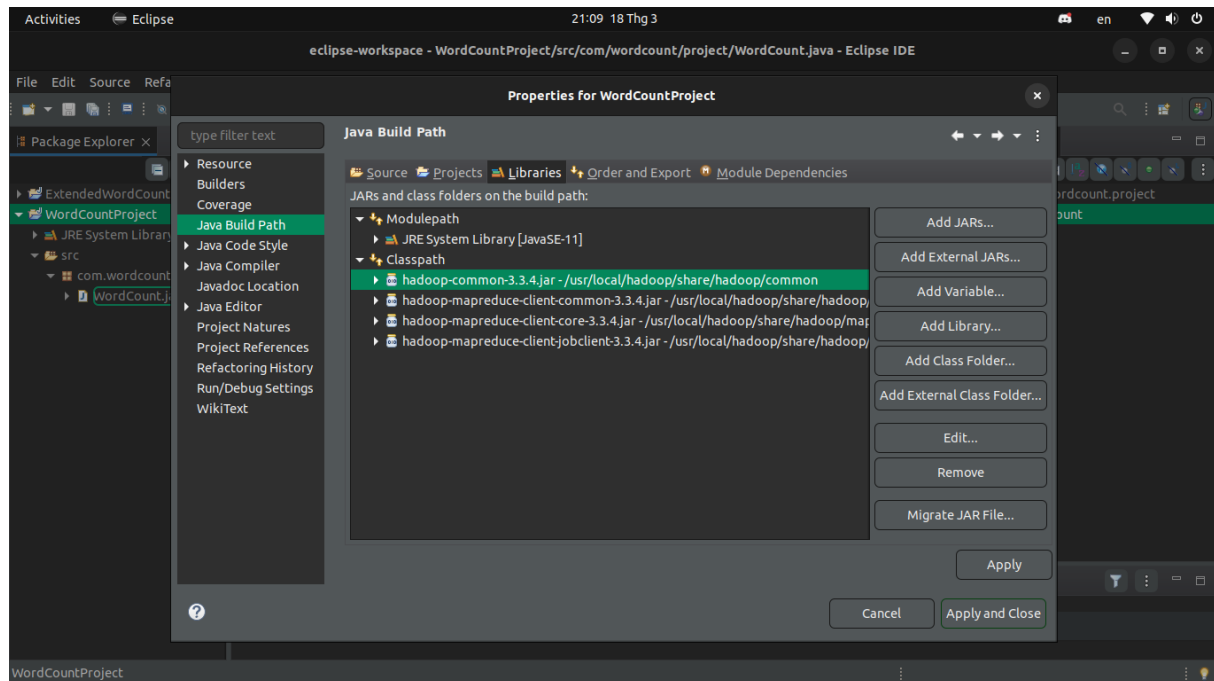 Activities Eclipse 21:09 18 Thg 3 en
eclipse-workspace - WordCountProject/src/com/wordcount/project/WordCount.java - Eclipse IDE
File Edit Source Refa
Properties for WordCountProject
Package Explorer
type filter text
Java Build Path
Resource
Builders
Coverage
Java Build Path
Java Code Style
Java Compiler
Javadoc Location
Java Editor
Project Natures
Project References
Refactoring History
Run/Debug Settings
WikiText
Source Projects Libraries Order and Export Module Dependencies
JARs and class folders on the build path:
Modulepath
JRE System Library [JavaSE-11]
Classpath
hadoop-common-3.3.4.jar - /usr/local/hadoop/share/hadoop/common
hadoop-mapreduce-client-common-3.3.4.jar - /usr/local/hadoop/share/hadoop/
hadoop-mapreduce-client-core-3.3.4.jar - /usr/local/hadoop/share/hadoop/map
hadoop-mapreduce-client-jobclient-3.3.4.jar - /usr/local/hadoop/share/hadoop/
Add JARs...
Add External JARs...
Add Variable...
Add Library...
Add Class Folder...
Add External Class Folder...
Edit...
Remove
Migrate JAR File...
Apply
Cancel Apply and Close
ExtendedWordCount
WordCountProject
JRE System Library
src
com.wordcount
WordCount.j
ordcount.project
ount
WordCountProject